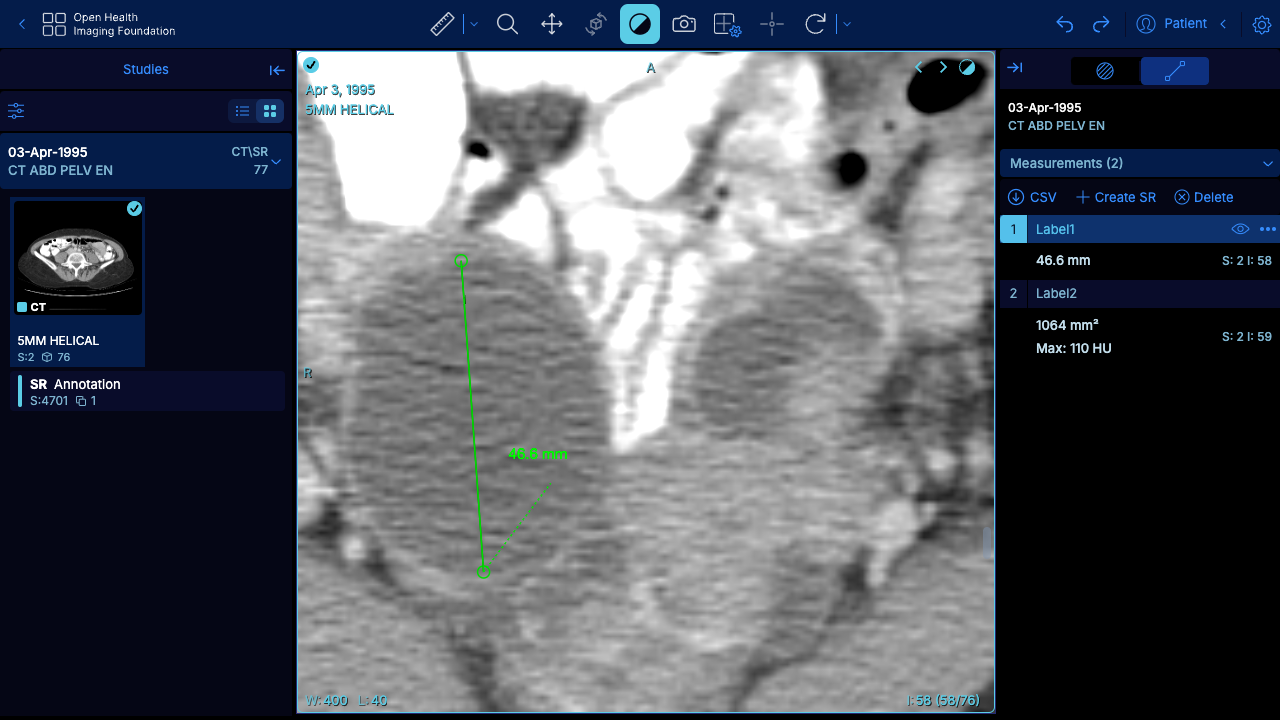 Open Health
Imaging Foundation
Patient
Studies
03-Apr-1995
CT\SR
CT ABD PELV EN
77
CT
5MM HELICAL
S:2 76
SR Annotation
S:4701 1
A
Apr 3, 1995
5MM HELICAL
R
46.6 mm
W: 400 L: 40
I: 58 (58/76)
03-Apr-1995
CT ABD PELV EN
Measurements (2)
CSV
Create SR
Delete
1 Label1
46.6 mm S: 2 I: 58
2 Label2
1064 mm²
S: 2 I: 59
Max: 110 HU